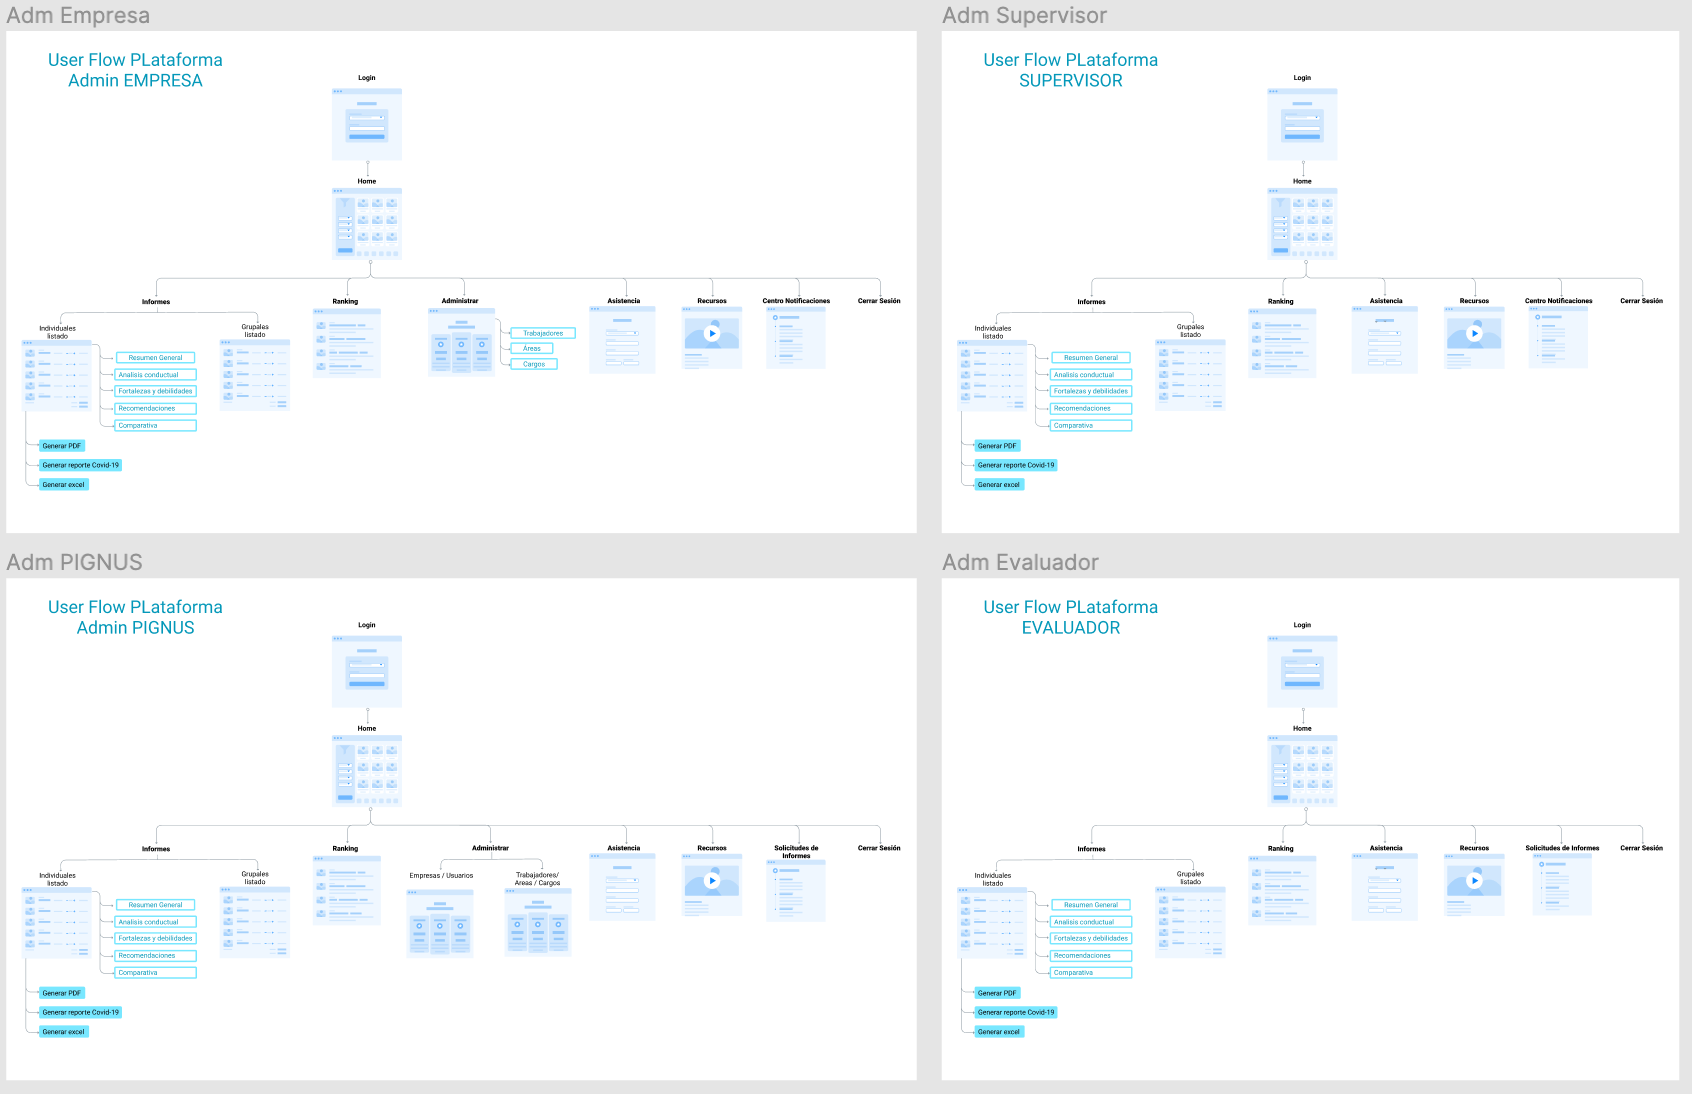 Adm Empresa
User Flow PLataforma
Admin EMPRESA
Login
Home
Informes
Ranking
Administrar
Asistencia
Recursos
Centro Notificaciones
Cerrar Sesión
Individuales
listado
Grupales
listado
Resumen General
Analisis conductual
Fortalezas y debilidades
Recomendaciones
Comparativa
Trabajadores
Áreas
Cargos
Generar PDF
Generar reporte Covid-19
Generar excel
Adm Supervisor
User Flow PLataforma
SUPERVISOR
Login
Home
Informes
Ranking
Asistencia
Recursos
Centro Notificaciones
Cerrar Sesión
Individuales
listado
Grupales
listado
Resumen General
Analisis conductual
Fortalezas y debilidades
Recomendaciones
Comparativa
Generar PDF
Generar reporte Covid-19
Generar excel
Adm PIGNUS
User Flow PLataforma
Admin PIGNUS
Login
Home
Informes
Ranking
Administrar
Asistencia
Recursos
Solicitudes de
Informes
Cerrar Sesión
Individuales
listado
Grupales
listado
Empresas / Usuarios
Trabajadores/
Areas / Cargos
Resumen General
Analisis conductual
Fortalezas y debilidades
Recomendaciones
Comparativa
Generar PDF
Generar reporte Covid-19
Generar excel
Adm Evaluador
User Flow PLataforma
EVALUADOR
Login
Home
Informes
Ranking
Asistencia
Recursos
Solicitudes de Informes
Cerrar Sesión
Individuales
listado
Grupales
listado
Resumen General
Analisis conductual
Fortalezas y debilidades
Recomendaciones
Comparativa
Generar PDF
Generar reporte Covid-19
Generar excel